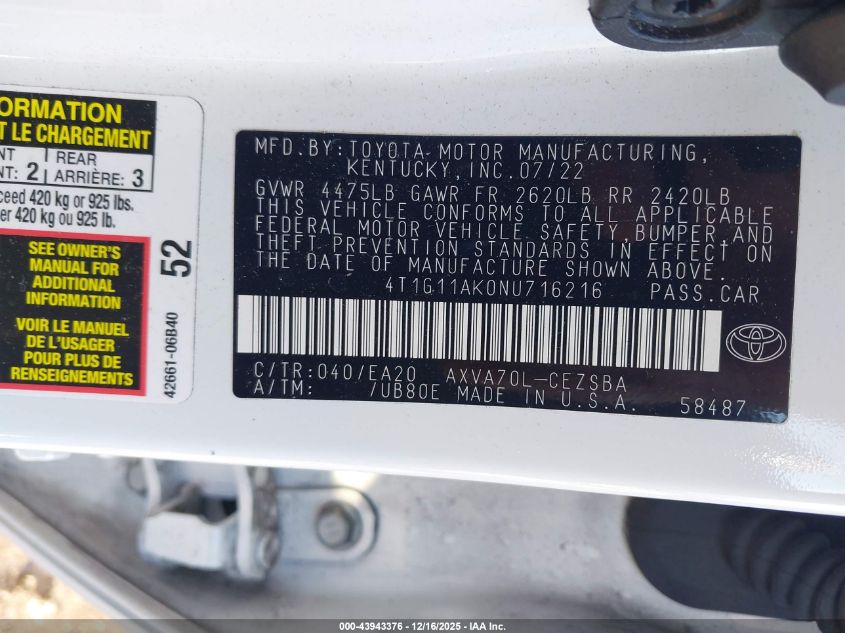 ORMATION
T LE CHARGEMENT
NT : 2 REAR ARRIÈRE: 3
ceed 420 kg or 925 lbs.
er 420 kg ou 925 lb.
SEE OWNER'S
MANUAL FOR
ADDITIONAL
INFORMATION
VOIR LE MANUEL
DE L'USAGER
POUR PLUS DE
RENSEIGNEMENTS
52
42661-06B40
MFD.BY:TOYOTA MOTOR MANUFACTURING,
KENTUCKY, INC.07/22
GVWR 4475LB GAWR FR 2620LB RR 2420LB
THIS VEHICLE CONFORMS TO ALL APPLICABLE
FEDERAL MOTOR VEHICLE SAFETY,BUMPER,AND
THEFT PREVENTION STANDARDS IN EFFECT ON
THE DATE OF MANUFACTURE SHOWN ABOVE.
4T1G11AK0NU716216 PASS.CAR
C/TR:040/EA20 AXVA70L-CEZSBA
A/TM: /UB80E MADE IN U.S.A. 58487
000-43943376 - 12/16/2025 - IAA Inc.